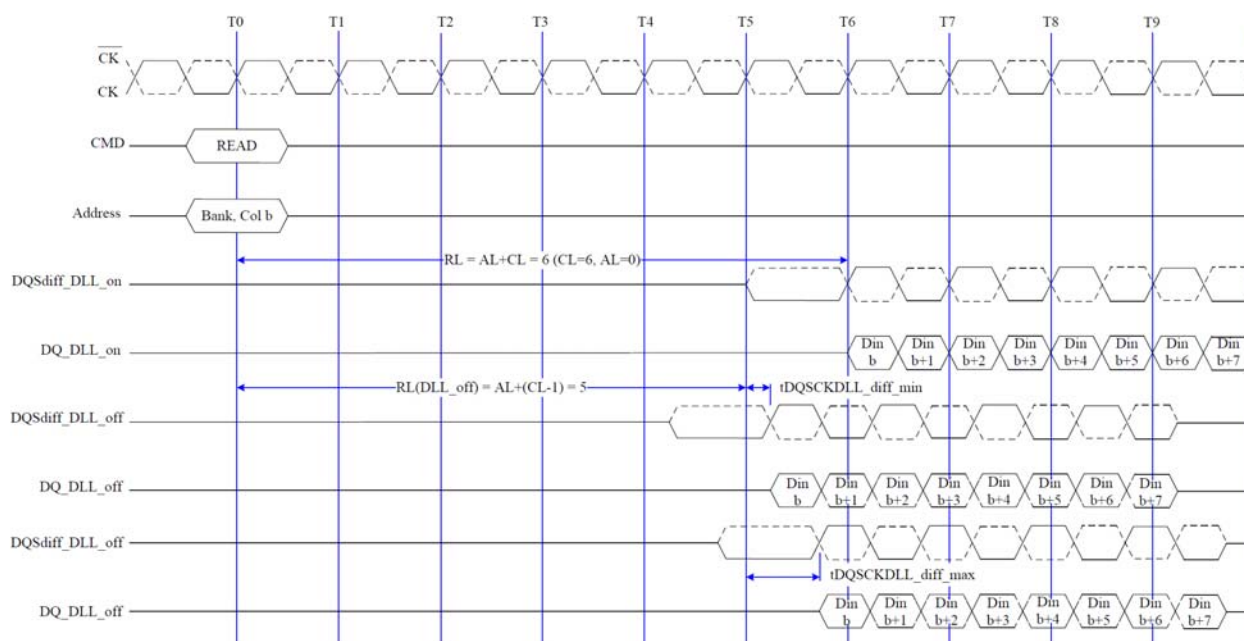 T0 T1 T2 T3 T4 T5 T6 T7 T8 T9
CK
CK
CMD READ
Address Bank, Col b
RL = AL+CL = 6 (CL=6, AL=0)
DQSdiff_DLL_on
DQ_DLL_on Din b Din b+1 Din b+2 Din b+3 Din b+4 Din b+5 Din b+6 Din b+7
RL(DLL_off) = AL+(CL-1) = 5 tDQSCKDLL_diff_min
DQSdiff_DLL_off
DQ_DLL_off Din b Din b+1 Din b+2 Din b+3 Din b+4 Din b+5 Din b+6 Din b+7
DQSdiff_DLL_off
tDQSCKDLL_diff_max
DQ_DLL_off Din b Din b+1 Din b+2 Din b+3 Din b+4 Din b+5 Din b+6 Din b+7